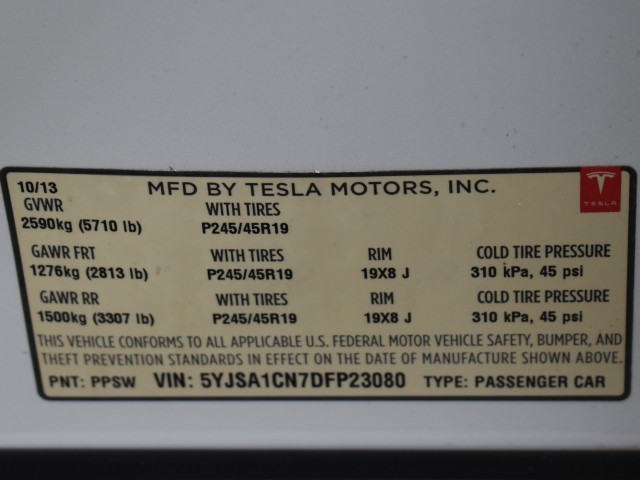 10/13 MFD BY TESLA MOTORS, INC.
TESLA
GVWR WITH TIRES
2590kg (5710 lb) P245/45R19
GAWR FRT WITH TIRES RIM COLD TIRE PRESSURE
1276kg (2813 lb) P245/45R19 19X8 J 310 kPa, 45 psi
GAWR RR WITH TIRES RIM COLD TIRE PRESSURE
1500kg (3307 lb) P245/45R19 19X8 J 310 kPa, 45 psi
THIS VEHICLE CONFORMS TO ALL APPLICABLE U.S. FEDERAL MOTOR VEHICLE SAFETY, BUMPER, AND
THEFT PREVENTION STANDARDS IN EFFECT ON THE DATE OF MANUFACTURE SHOWN ABOVE.
PNT: PPSW VIN: 5YJSA1CN7DFP23080 TYPE: PASSENGER CAR